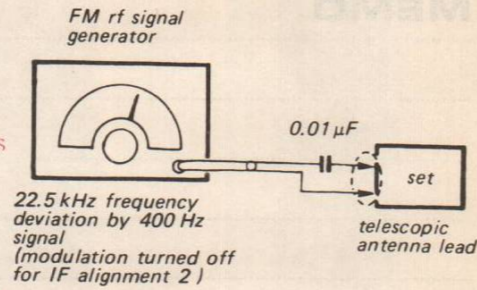 FM rf signal
generator
0.01 µF
set
22.5 kHz frequency
deviation by 400 Hz
signal
(modulation turned off
for IF alignment 2)
telescopic
antenna lead